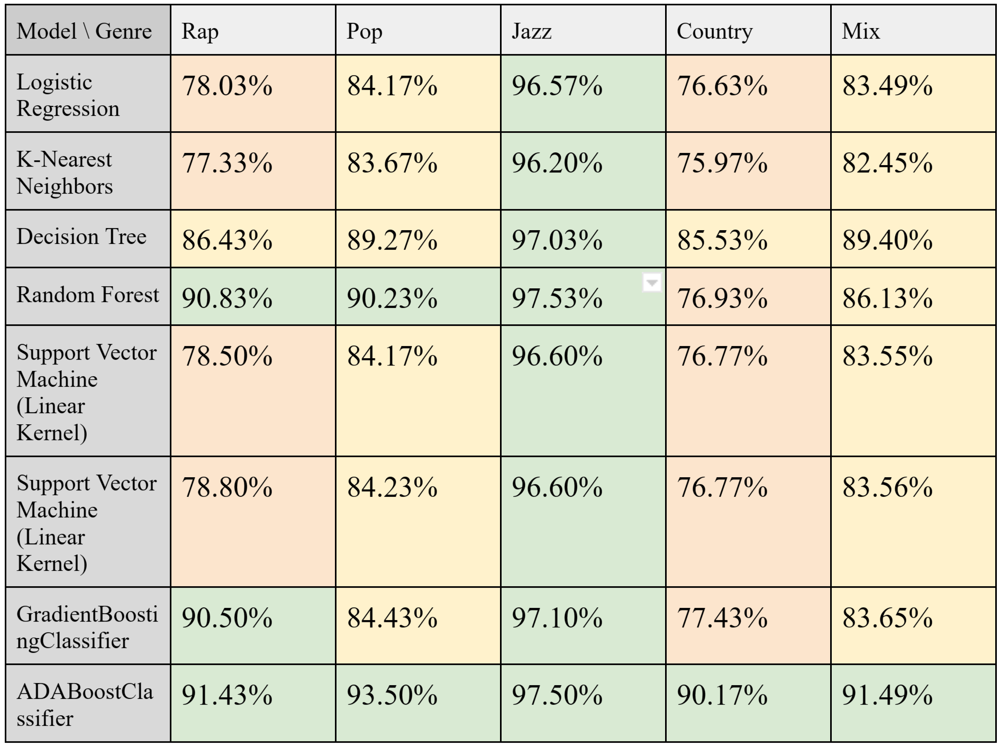 Model \ Genre Rap Pop Jazz Country Mix
Logistic
Regression 78.03% 84.17% 96.57% 76.63% 83.49%
K-Nearest
Neighbors 77.33% 83.67% 96.20% 75.97% 82.45%
Decision Tree 86.43% 89.27% 97.03% 85.53% 89.40%
Random Forest 90.83% 90.23% 97.53% 76.93% 86.13%
Support Vector
Machine
(Linear
Kernel) 78.50% 84.17% 96.60% 76.77% 83.55%
Support Vector
Machine
(Linear
Kernel) 78.80% 84.23% 96.60% 76.77% 83.56%
GradientBoosti
ngClassifier 90.50% 84.43% 97.10% 77.43% 83.65%
ADABoostCla
ssifier 91.43% 93.50% 97.50% 90.17% 91.49%